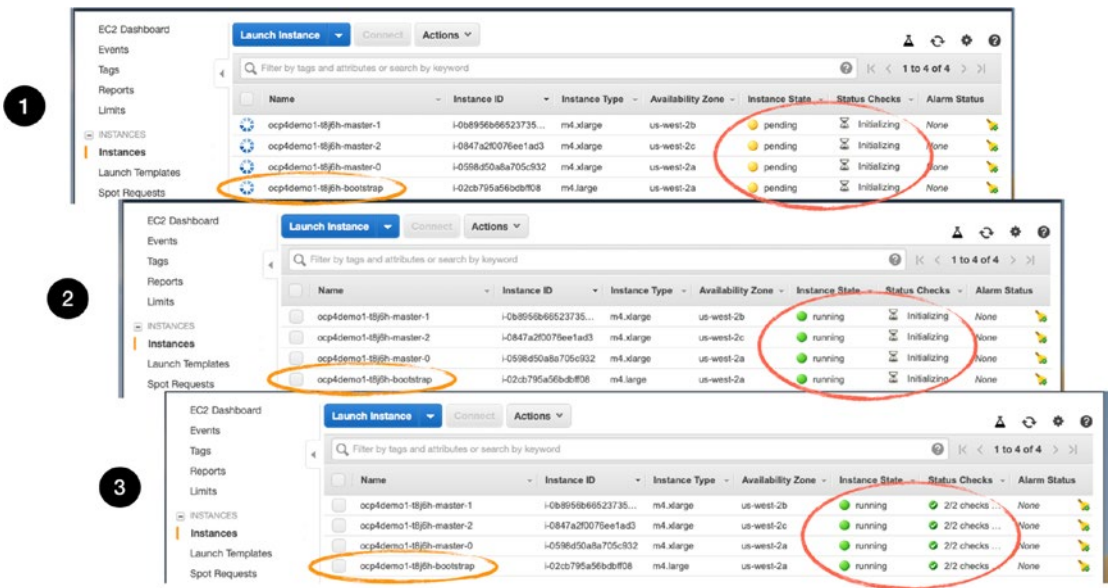 1
EC2 Dashboard
Events
Tags
Reports
Limits
INSTANCES
Instances
Launch Templates
Spot Requests
Launch Instance Connect Actions
Filter by tags and attributes or search by keyword 1 to 4 of 4
Name Instance ID Instance Type Availability Zone Instance State Status Checks Alarm Status
ocp4demo1-t8j6h-master-1 i-0b8956b66523735... m4.xlarge us-west-2b pending Initializing None
ocp4demo1-t8j6h-master-2 i-0847a2f0076ee1ad3 m4.xlarge us-west-2c pending Initializing None
ocp4demo1-t8j6h-master-0 i-0598d50a8a705c932 m4.xlarge us-west-2a pending Initializing None
ocp4demo1-t8j6h-bootstrap i-02cb795a56bdbff08 m4.large us-west-2a pending Initializing None
2
EC2 Dashboard
Events
Tags
Reports
Limits
INSTANCES
Instances
Launch Templates
Spot Requests
Launch Instance Connect Actions
Filter by tags and attributes or search by keyword 1 to 4 of 4
Name Instance ID Instance Type Availability Zone Instance State Status Checks Alarm Status
ocp4demo1-t8j6h-master-1 i-0b8956b66523735... m4.xlarge us-west-2b running Initializing None
ocp4demo1-t8j6h-master-2 i-0847a2f0076ee1ad3 m4.xlarge us-west-2c running Initializing None
ocp4demo1-t8j6h-master-0 i-0598d50a8a705c932 m4.xlarge us-west-2a running Initializing None
ocp4demo1-t8j6h-bootstrap i-02cb795a56bdbff08 m4.large us-west-2a running Initializing None
3
EC2 Dashboard
Events
Tags
Reports
Limits
INSTANCES
Instances
Launch Templates
Spot Requests
Launch Instance Connect Actions
Filter by tags and attributes or search by keyword 1 to 4 of 4
Name Instance ID Instance Type Availability Zone Instance State Status Checks Alarm Status
ocp4demo1-t8j6h-master-1 i-0b8956b66523735... m4.xlarge us-west-2b running 2/2 checks ... None
ocp4demo1-t8j6h-master-2 i-0847a2f0076ee1ad3 m4.xlarge us-west-2c running 2/2 checks ... None
ocp4demo1-t8j6h-master-0 i-0598d50a8a705c932 m4.xlarge us-west-2a running 2/2 checks ... None
ocp4demo1-t8j6h-bootstrap i-02cb795a56bdbff08 m4.large us-west-2a running 2/2 checks ... None